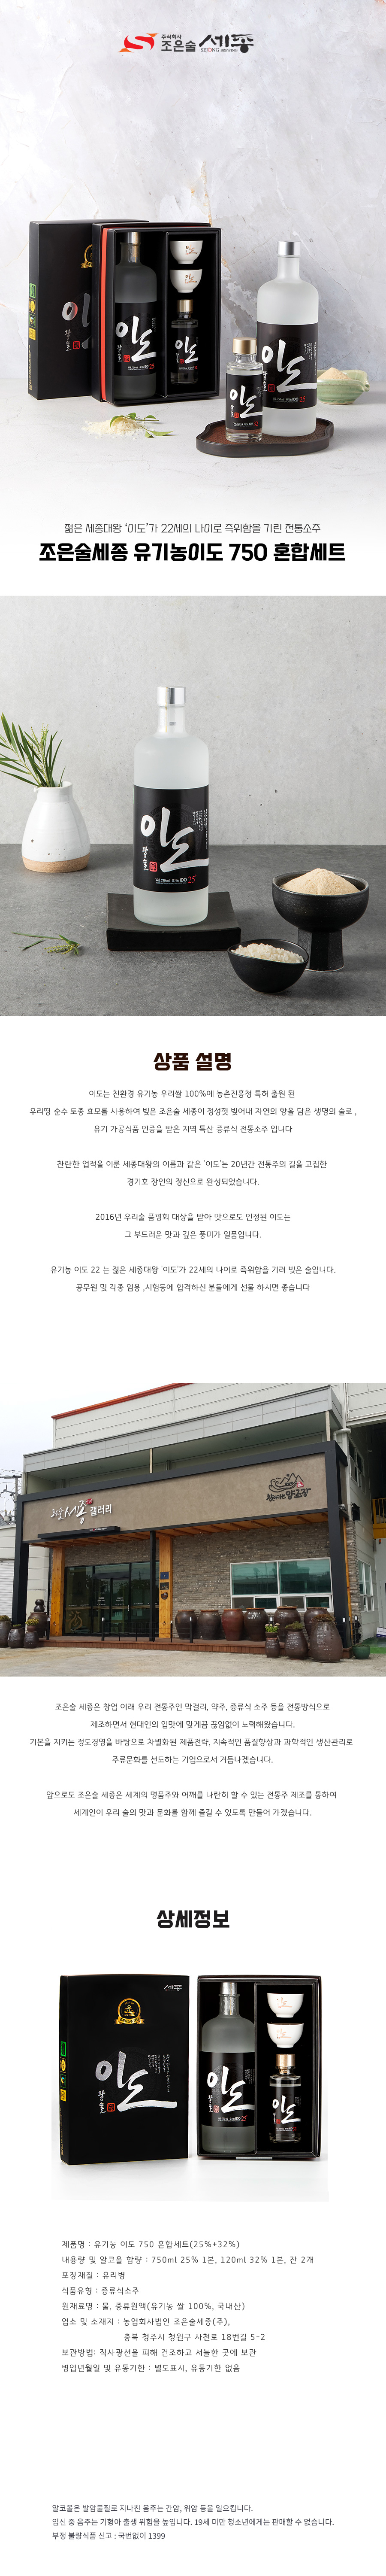 주식회사
조은술 세종
SEJONG BREWING
이도
이도
25
이도
이도
이도
25
젊은 세종대왕 '이도'가 22세의 나이로 즉위함을 기린 전통소주
조은술세종 유기농이도 750 혼합세트
이도
25
상품 설명
이도는 친환경 유기농 우리쌀 100%에 농촌진흥청 특허 출원 된
우리땅 순수 토종 효모를 사용하여 빚은 조은술 세종이 정성껏 빚어내 자연의 향을 담은 생명의 술로 ,
유기 가공식품 인증을 받은 지역 특산 증류식 전통소주 입니다
찬란한 업적을 이룬 세종대왕의 이름과 같은 '이도'는 20년간 전통주의 길을 고집한
경기호 장인의 정신으로 완성되었습니다.
2016년 우리술 품평회 대상을 받아 맛으로도 인정된 이도는
그 부드러운 맛과 깊은 풍미가 일품입니다.
유기농 이도 22 는 젊은 세종대왕 '이도'가 22세의 나이로 즉위함을 기려 빚은 술입니다.
공무원 및 각종 임용 ,시험등에 합격하신 분들에게 선물 하시면 좋습니다
세종 갤러리
양조장
조은술 세종은 창업 이래 우리 전통주인 막걸리, 약주, 증류식 소주 등을 전통방식으로
제조하면서 현대인의 입맛에 맞게끔 끊임없이 노력해왔습니다.
기본을 지키는 정도경영을 바탕으로 차별화된 제품전략, 지속적인 품질향상과 과학적인 생산관리로
주류문화를 선도하는 기업으로서 거듭나겠습니다.
앞으로도 조은술 세종은 세계의 명품주와 어깨를 나란히 할 수 있는 전통주 제조를 통하여
세계인이 우리 술의 맛과 문화를 함께 즐길 수 있도록 만들어 가겠습니다.
상세정보
세종
이도
이도
25
이도
제품명 : 유기농 이도 750 혼합세트(25%+32%)
내용량 및 알코올 함량 : 750ml 25% 1본, 120ml 32% 1본, 잔 2개
포장재질 : 유리병
식품유형 : 증류식소주
원재료명 : 물, 증류원액(유기농 쌀 100%, 국내산)
업소 및 소재지 : 농업회사법인 조은술세종(주),
충북 청주시 청원구 사천로 18번길 5-2
보관방법: 직사광선을 피해 건조하고 서늘한 곳에 보관
병입년월일 및 유통기한 : 별도표시, 유통기한 없음
알코올은 발암물질로 지나친 음주는 간암, 위암 등을 일으킵니다.
임신 중 음주는 기형아 출생 위험을 높입니다. 19세 미만 청소년에게는 판매할 수 없습니다.
부정 불량식품 신고 : 국번없이 1399